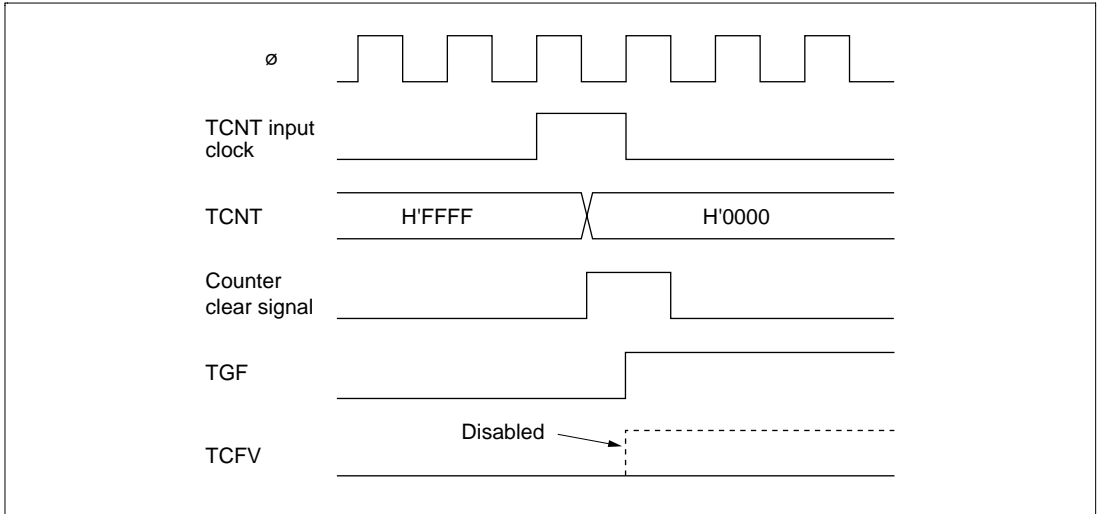 ø
TCNT input
clock
TCNT
H'FFFF
H'0000
Counter
clear signal
TGF
Disabled
TCFV